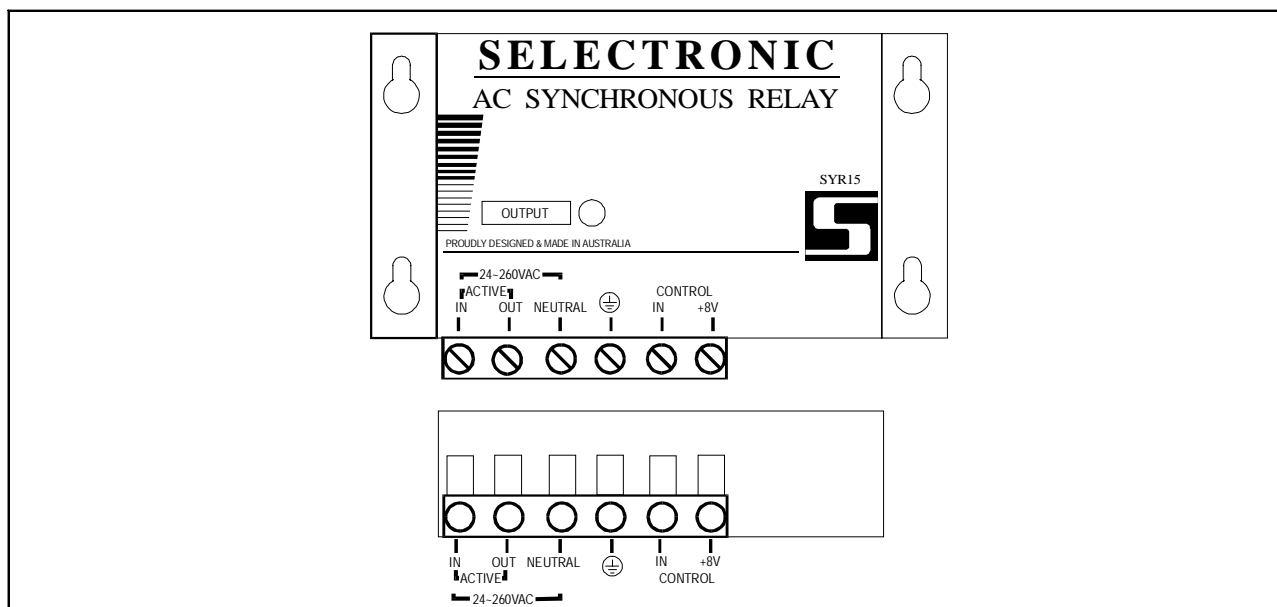 SELECTRONIC
AC SYNCHRONOUS RELAY
SYR15
OUTPUT
PROUDLY DESIGNED & MADE IN AUSTRALIA
24~260VAC
ACTIVE CONTROL
IN OUT NEUTRAL IN +8V
IN OUT NEUTRAL IN +8V
ACTIVE CONTROL
24~260VAC